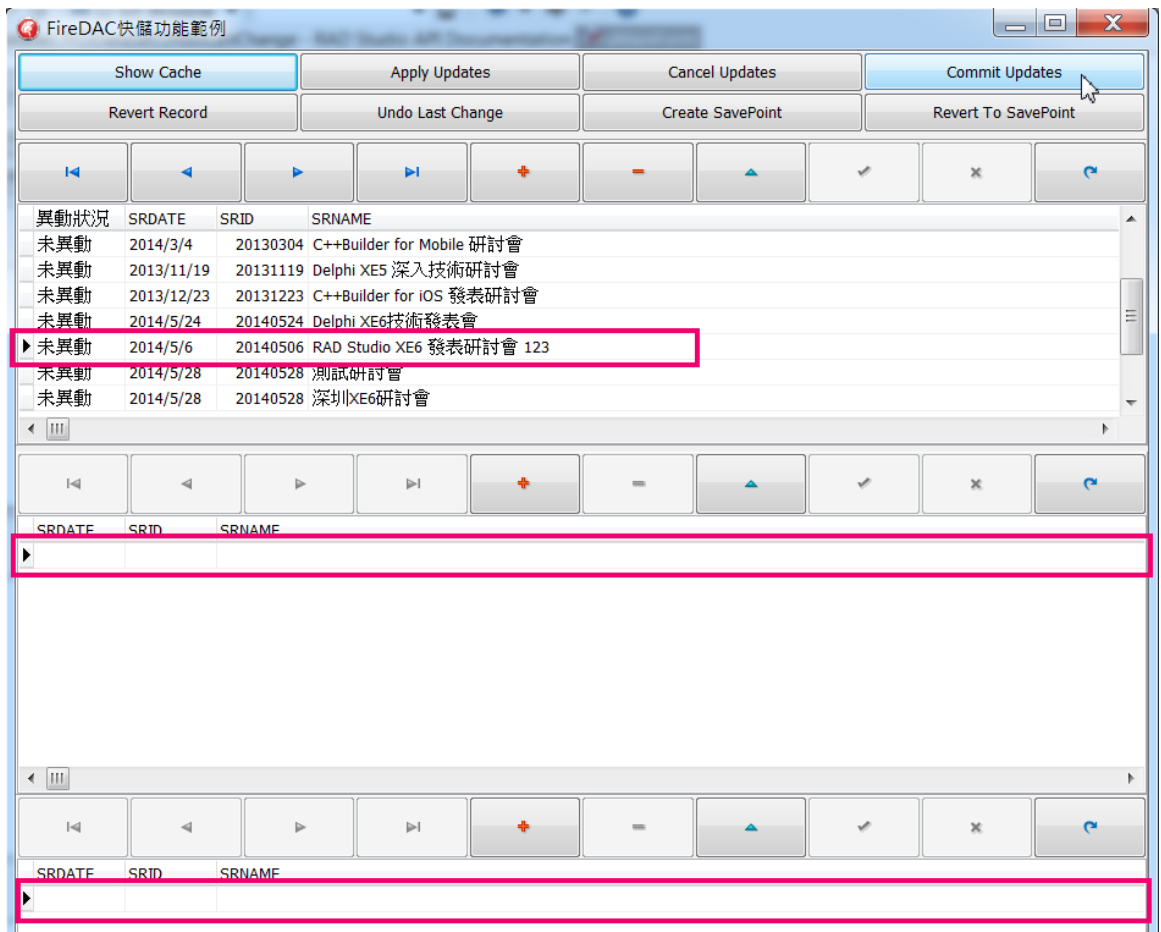 FireDAC快儲功能範例
Show Cache Apply Updates Cancel Updates Commit Updates
Revert Record Undo Last Change Create SavePoint Revert To SavePoint
異動狀況 SRDATE SRID SRNAME
未異動 2014/3/4 20130304 C++Builder for Mobile 研討會
未異動 2013/11/19 20131119 Delphi XE5 深入技術研討會
未異動 2013/12/23 20131223 C++Builder for iOS 發表研討會
未異動 2014/5/24 20140524 Delphi XE6技術發表會
未異動 2014/5/6 20140506 RAD Studio XE6 發表研討會 123
未異動 2014/5/28 20140528 測試研討會
未異動 2014/5/28 20140528 深圳XE6研討會
SRDATE SRID SRNAME
SRDATE SRID SRNAME